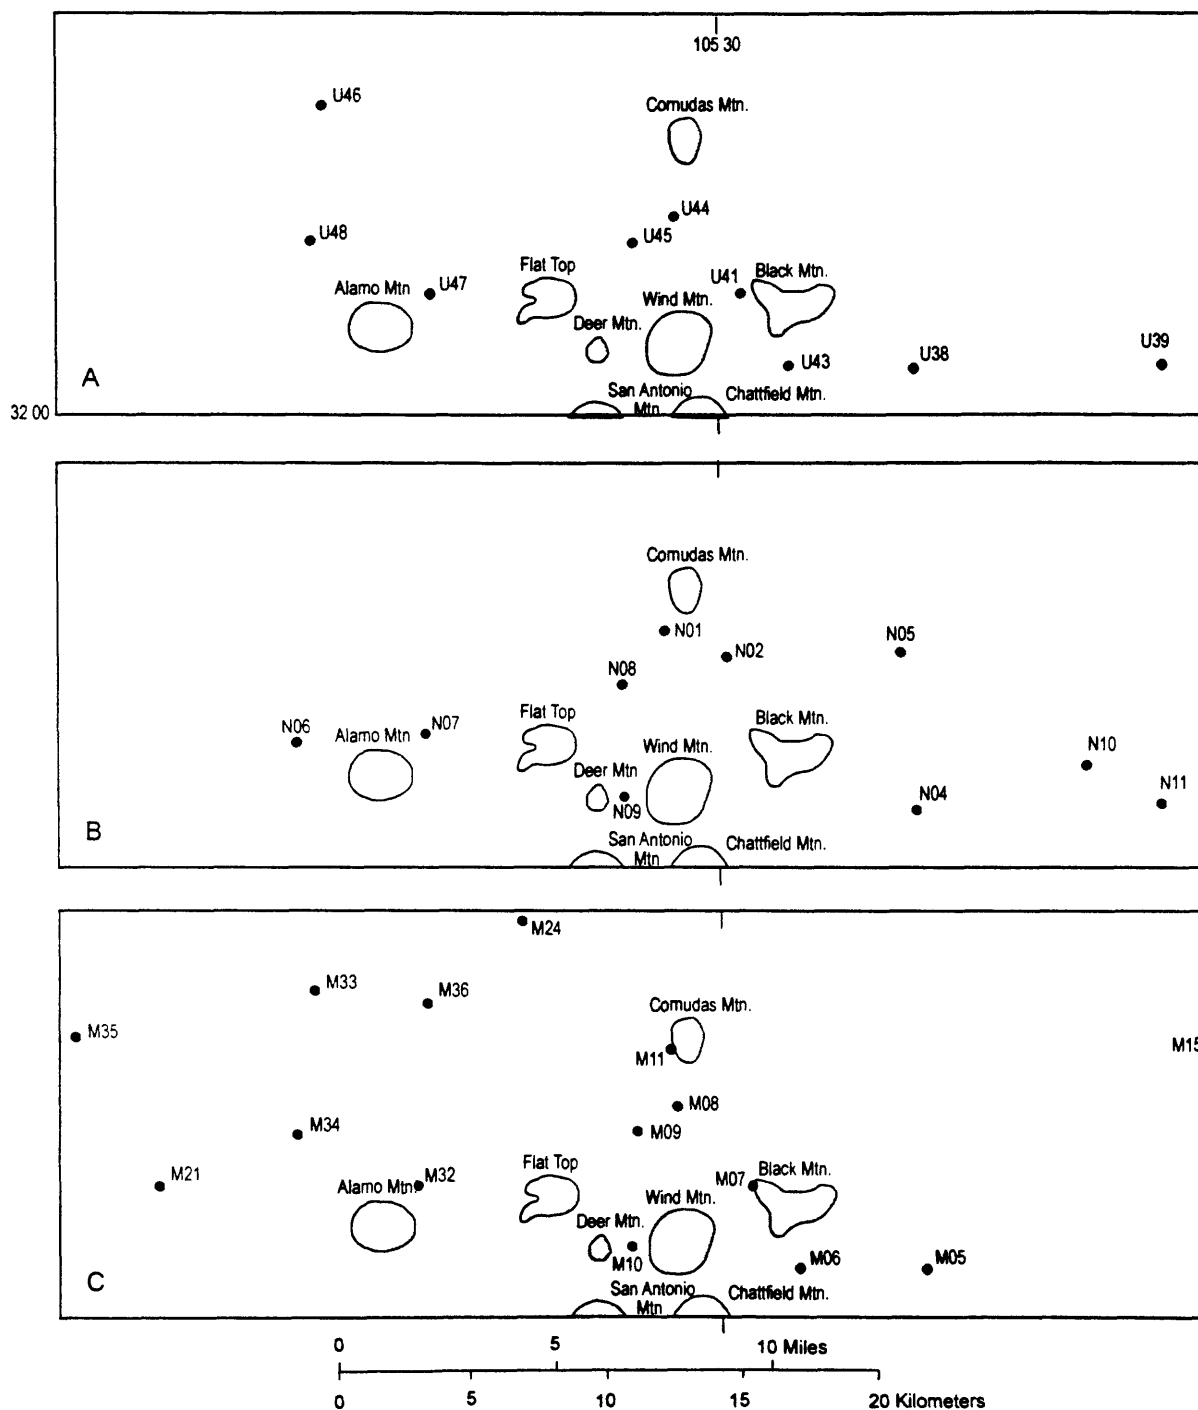 105 30
U46
Cornudas Mtn.
U44
U48
U45
Flat Top
U41
Black Mtn.
Alamo Mtn
U47
Wind Mtn.
Deer Mtn.
U43
U38
U39
A
San Antonio
Mtn
Chattfield Mtn.
32 00
Cornudas Mtn.
N01
N02
N05
N08
N06
Alamo Mtn
N07
Flat Top
Black Mtn.
Wind Mtn.
N10
Deer Mtn
N09
N04
N11
B
San Antonio
Mtn
Chattfield Mtn.
M24
M33
M36
M35
Cornudas Mtn.
M11
M15
M08
M34
M09
M21
Flat Top
M07
Black Mtn.
Alamo Mtn.
M32
Wind Mtn.
Deer Mtn.
M10
M06
M05
C
San Antonio
Mtn
Chattfield Mtn.
0 5 10 Miles
0 5 10 15 20 Kilometers